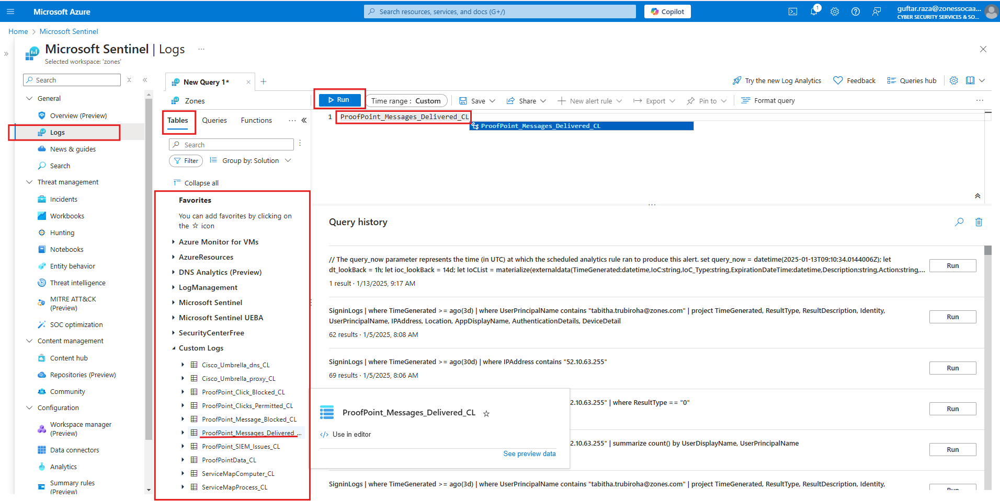 Microsoft Azure
Search resources, services, and docs (G+/)
Copilot
1
guftar.raza@zonessocaa...
CYBER SECURITY SERVICES & SO...
Home > Microsoft Sentinel
Microsoft Sentinel | Logs ...
Selected workspace: 'zones'
Search
General
Overview (Preview)
Logs
News & guides
Search
Threat management
Incidents
Workbooks
Hunting
Notebooks
Entity behavior
Threat intelligence
MITRE ATT&CK
(Preview)
SOC optimization
Content management
Content hub
Repositories (Preview)
Community
Configuration
Workspace manager
(Preview)
Data connectors
Analytics
Summary rules
(Preview)
New Query 1*
Try the new Log Analytics
Feedback
Queries hub
Zones
Run
Time range : Custom
Save
Share
New alert rule
Export
Pin to
Format query
Tables
Queries
Functions
Search
Filter
Group by: Solution
Collapse all
Favorites
You can add favorites by clicking on
the ☆ icon
Azure Monitor for VMs
AzureResources
DNS Analytics (Preview)
LogManagement
Microsoft Sentinel
Microsoft Sentinel UEBA
SecurityCenterFree
Custom Logs
Cisco_Umbrella_dns_CL
Cisco_Umbrella_proxy_CL
ProofPoint_Click_Blocked_CL
ProofPoint_Clicks_Permitted_CL
ProofPoint_Message_Blocked_CL
ProofPoint_Messages_Delivered_...
ProofPoint_SIEM_Issues_CL
ProofPointData_CL
ServiceMapComputer_CL
ServiceMapProcess_CL
1 ProofPoint_Messages_Delivered_CL
ProofPoint_Messages_Delivered_CL
Query history
// The query_now parameter represents the time (in UTC) at which the scheduled analytics rule ran to produce this alert. set query_now = datetime(2025-01-13T09:10:34.0144006Z); let
dt_lookBack = 1h; let ioc_lookBack = 14d; let IoCList = materialize(externaldata(TimeGenerated:datetime,IoC:string,IoC_Type:string,ExpirationDateTime:datetime,Description:string,Action:string,...
1 result · 1/13/2025, 9:17 AM
Run
SigninLogs | where TimeGenerated >= ago(3d) | where UserPrincipalName contains "tabitha.trubiroha@zones.com" | project TimeGenerated, ResultType, ResultDescription, Identity,
UserPrincipalName, IPAddress, Location, AppDisplayName, AuthenticationDetails, DeviceDetail
62 results · 1/5/2025, 8:08 AM
Run
SigninLogs | where TimeGenerated >= ago(30d) | where IPAddress contains "52.10.63.255"
69 results · 1/5/2025, 8:06 AM
Run
2.10.63.255" | where ResultType == "0"
Run
ProofPoint_Messages_Delivered_CL ☆
</> Use in editor
See preview data
2.10.63.255" | summarize count() by UserDisplayName, UserPrincipalName
Run
SigninLogs | where TimeGenerated >= ago(3d) | where UserPrincipalName contains "tabitha.trubiroha@zones.com" | project TimeGenerated, ResultType, ResultDescription, Identity,
Run